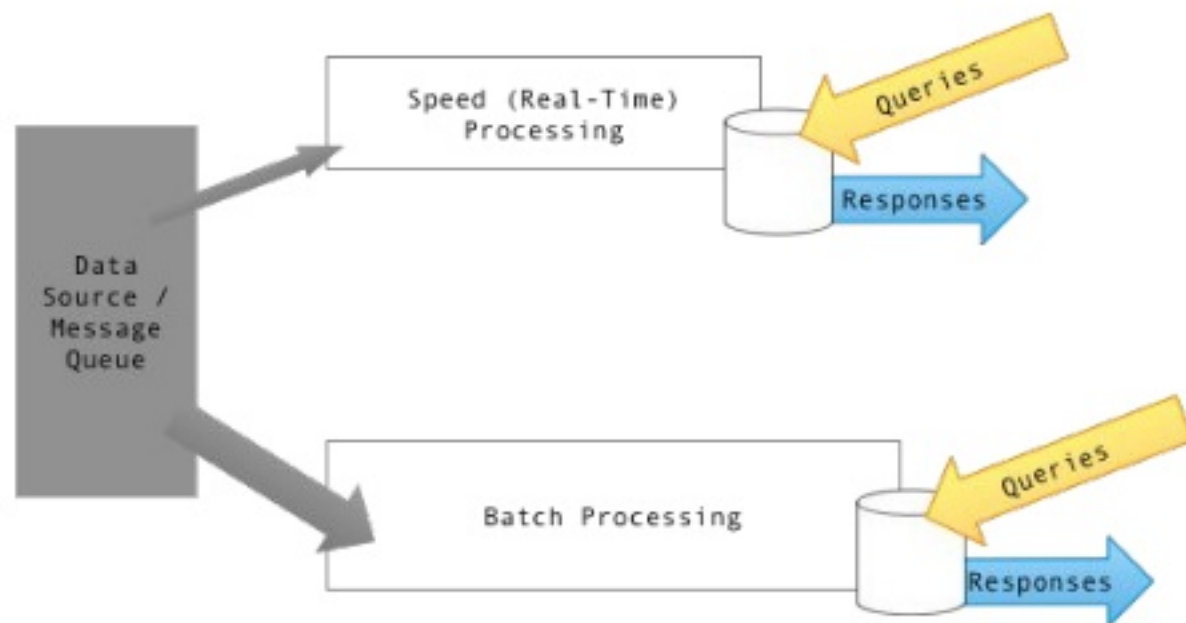 Speed (Real-Time)
Processing
Queries
Responses
Data
Source /
Message
Queue
Batch Processing
Queries
Responses